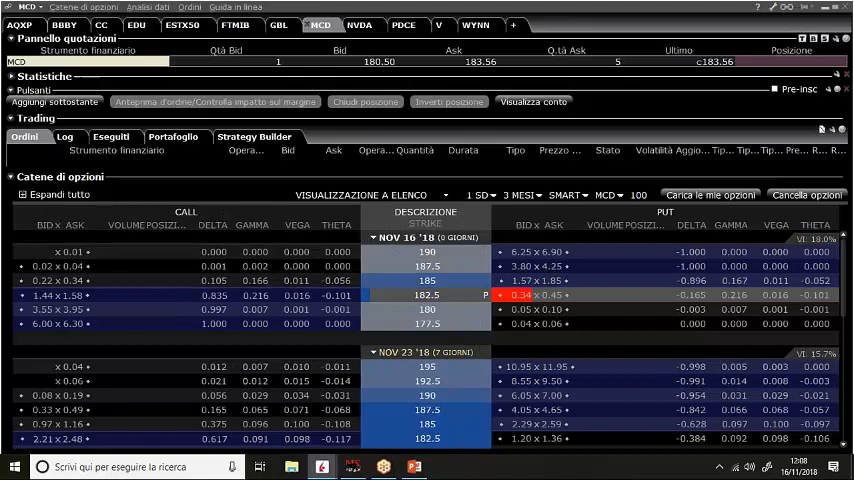 MCD Catene di opzioni Analisi dati Ordini Guida in linea
AQXP BBBY CC EDU ESTX50 FTMIB GBL MCD NVDA PDCE V WYNN +
Pannello quotazioni T B S
Strumento finanziario Qtà Bid Bid Ask Q.tà Ask Ultimo Posizione
MCD 1 180.50 183.56 5 c183.56
Statistiche
Pulsanti Pre-insc
Aggiungi sottostante Anteprima d'ordine/Controlla impatto sul margine Chiudi posizione Inverti posizione Visualizza conto
Trading
Ordini Log Eseguiti Portafoglio Strategy Builder
Strumento finanziario Opera... Bid Ask Opera... Quantità Durata Tipo Prezzo ... Stato Volatilità Aggio... Tip... Tip... Pre... R... R...
Catene di opzioni
Espandi tutto VISUALIZZAZIONE A ELENCO 1 SD 3 MESI SMART MCD 100 Carica le mie opzioni Cancella opzioni
CALL DESCRIZIONE PUT
BID x ASK VOLUME POSIZI... DELTA GAMMA VEGA THETA STRIKE BID x ASK VOLUME POSIZI... DELTA GAMMA VEGA THETA
NOV 16 '18 (0 GIORNI) VI: 18.0%
x 0.01 0.000 0.000 0.000 0.000 190 6.25 x 6.90 -1.000 0.000 0.000 0.000
0.02 x 0.04 0.001 0.002 0.000 0.000 187.5 3.80 x 4.25 -1.000 0.000 0.000 0.000
0.22 x 0.34 0.105 0.166 0.011 -0.056 185 1.57 x 1.85 -0.896 0.167 0.011 -0.052
1.44 x 1.58 0.835 0.216 0.016 -0.101 182.5 P 0.34 x 0.45 -0.165 0.216 0.016 -0.101
3.55 x 3.95 0.997 0.007 0.001 -0.001 180 0.05 x 0.10 -0.003 0.007 0.001 -0.001
6.00 x 6.30 1.000 0.000 0.000 0.000 177.5 0.04 x 0.06 0.000 0.000 0.000 0.000
NOV 23 '18 (7 GIORNI) VI: 15.7%
x 0.04 0.012 0.007 0.010 -0.011 195 10.95 x 11.95 -0.998 0.005 0.003 0.000
x 0.06 0.021 0.012 0.015 -0.014 192.5 8.55 x 9.50 -0.991 0.014 0.008 -0.003
0.08 x 0.19 0.056 0.029 0.034 -0.031 190 6.05 x 7.00 -0.958 0.031 0.029 -0.021
0.33 x 0.49 0.165 0.065 0.071 -0.068 187.5 4.05 x 4.65 -0.842 0.066 0.068 -0.057
0.97 x 1.16 0.375 0.096 0.100 -0.108 185 2.29 x 2.59 -0.628 0.097 0.100 -0.097
2.21 x 2.48 0.617 0.091 0.098 -0.117 182.5 1.20 x 1.36 -0.384 0.092 0.098 -0.106
Scrivi qui per eseguire la ricerca 12:08
16/11/2018